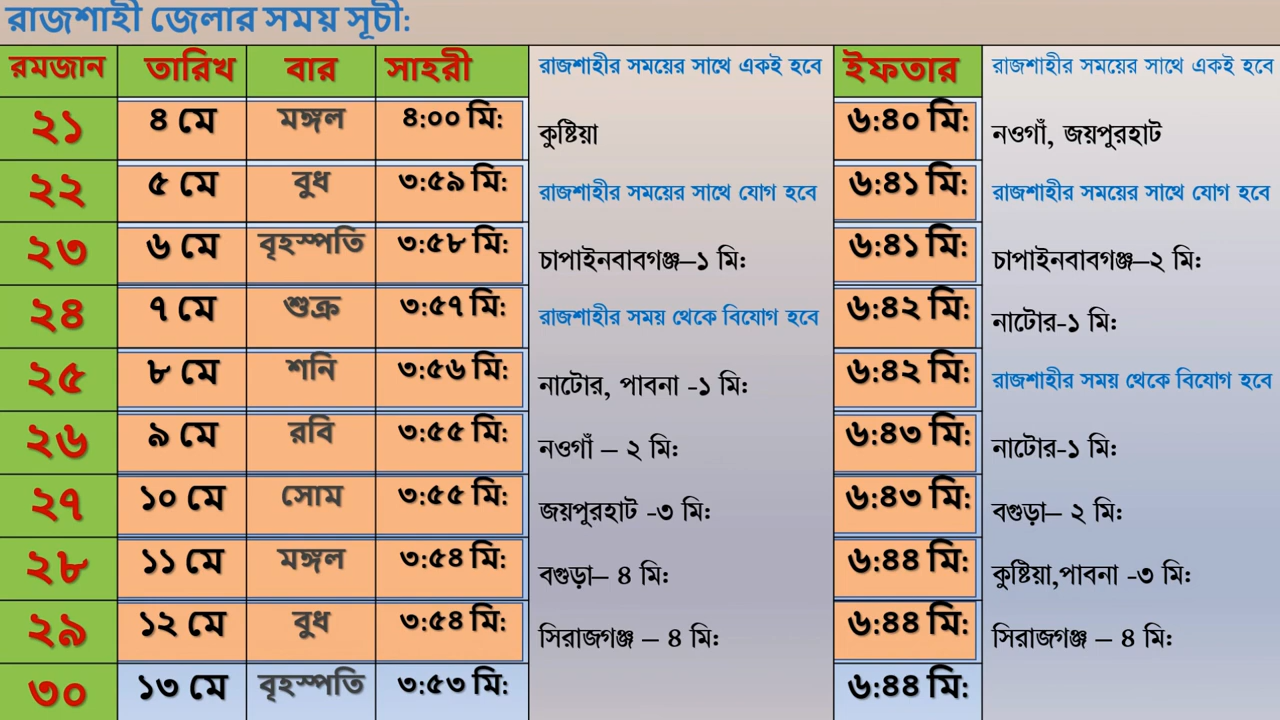 রাজশাহী জেলার সময় সূচী:
রমজান তারিখ বার সাহরী রাজশাহীর সময়ের সাথে একই হবে ইফতার রাজশাহীর সময়ের সাথে একই হবে
২১ ৪ মে মঙ্গল ৪:০০ মি: কুষ্টিয়া ৬:৪০ মি: নওগাঁ, জয়পুরহাট
২২ ৫ মে বুধ ৩:৫৯ মি: রাজশাহীর সময়ের সাথে যোগ হবে ৬:৪১ মি: রাজশাহীর সময়ের সাথে যোগ হবে
২৩ ৬ মে বৃহস্পতি ৩:৫৮ মি: চাপাইনবাবগঞ্জ–১ মি: ৬:৪১ মি: চাপাইনবাবগঞ্জ–২ মি:
২৪ ৭ মে শুক্র ৩:৫৭ মি: রাজশাহীর সময় থেকে বিযোগ হবে ৬:৪২ মি: নাটোর-১ মি:
২৫ ৮ মে শনি ৩:৫৬ মি: নাটোর, পাবনা -১ মি: ৬:৪২ মি: রাজশাহীর সময় থেকে বিযোগ হবে
২৬ ৯ মে রবি ৩:৫৫ মি: নওগাঁ – ২ মি: ৬:৪৩ মি: নাটোর-১ মি:
২৭ ১০ মে সোম ৩:৫৫ মি: জয়পুরহাট -৩ মি: ৬:৪৩ মি: বগুড়া– ২ মি:
২৮ ১১ মে মঙ্গল ৩:৫৪ মি: বগুড়া– ৪ মি: ৬:৪৪ মি: কুষ্টিয়া,পাবনা -৩ মি:
২৯ ১২ মে বুধ ৩:৫৪ মি: সিরাজগঞ্জ – ৪ মি: ৬:৪৪ মি: সিরাজগঞ্জ – ৪ মি:
৩০ ১৩ মে বৃহস্পতি ৩:৫৩ মি: ৬:৪৪ মি: